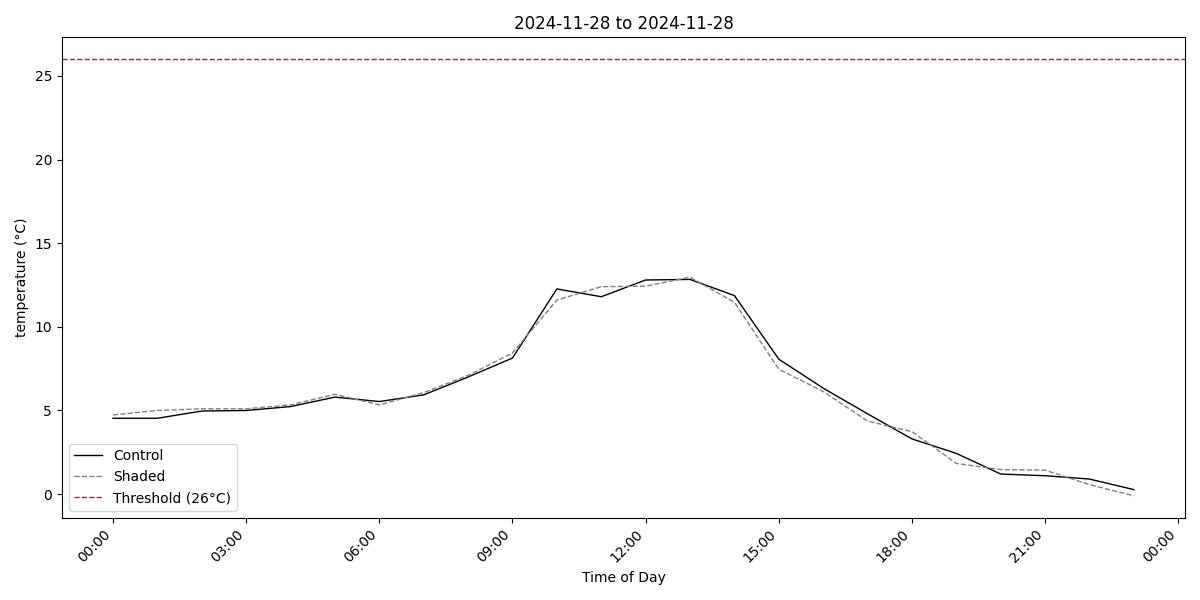 2024-11-28 to 2024-11-28
temperature (°C)
25
20
15
10
5
0
Control
Shaded
Threshold (26°C)
00:00
03:00
06:00
09:00
12:00
15:00
18:00
21:00
00:00
Time of Day